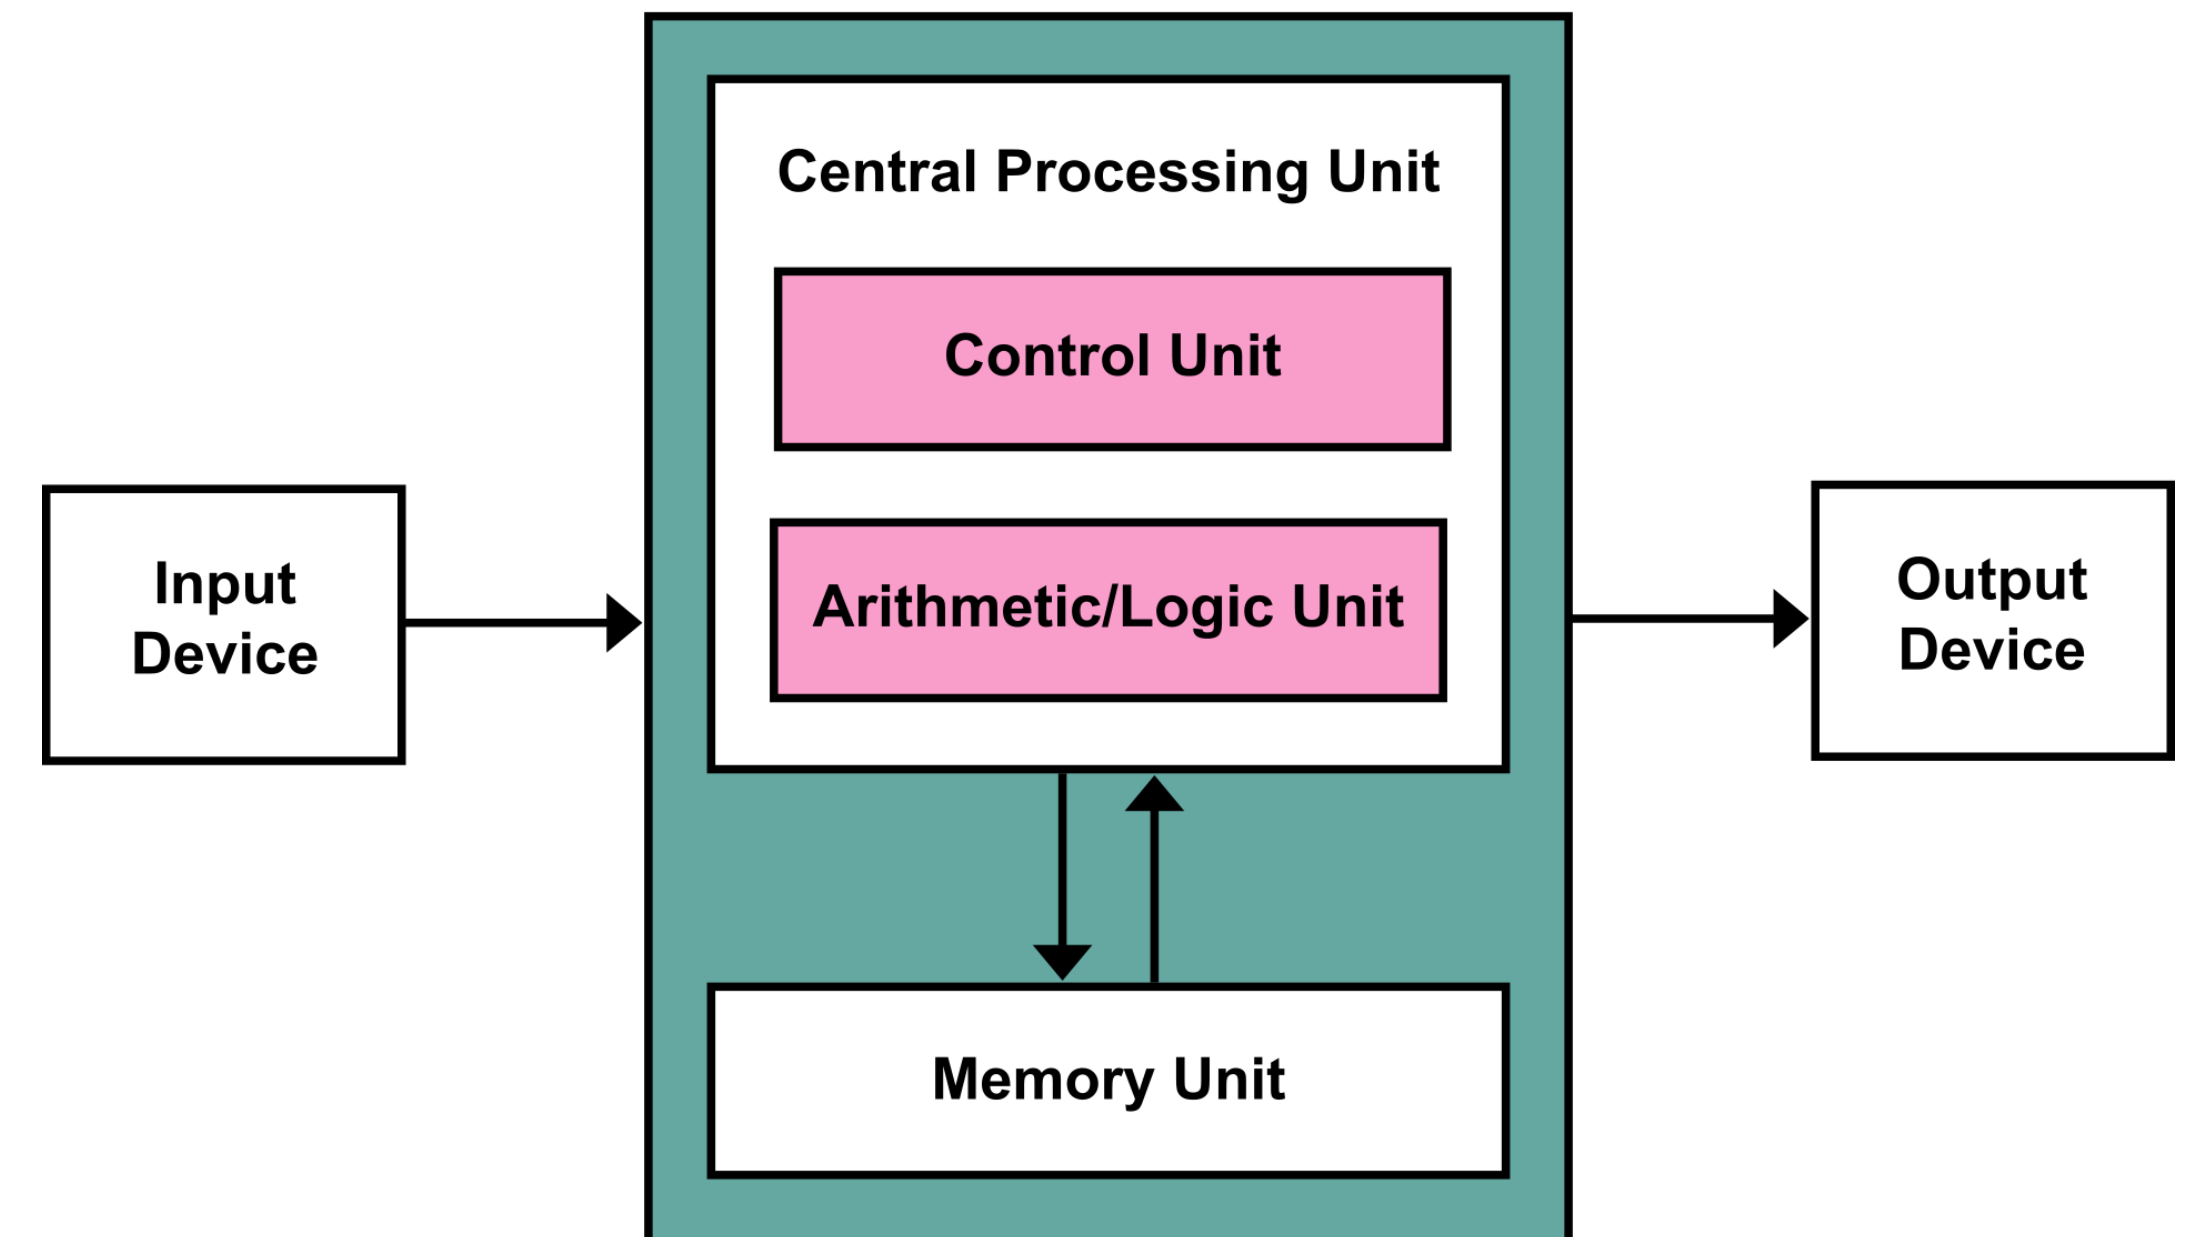 Central Processing Unit
Control Unit
Arithmetic/Logic Unit
Input
Device
Output
Device
Memory Unit